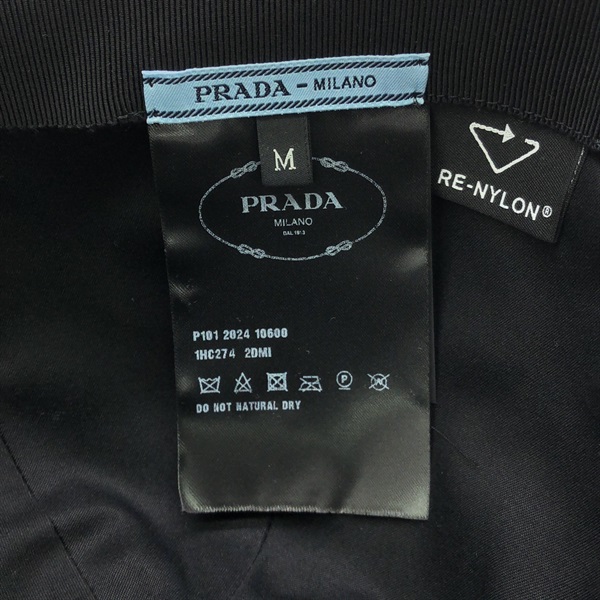 PRADA - MILANO
M
PRADA
MILANO
DAL 1913
RE-NYLON®
P101 2024 10600
1HC274 2DMI
P
DO NOT NATURAL DRY